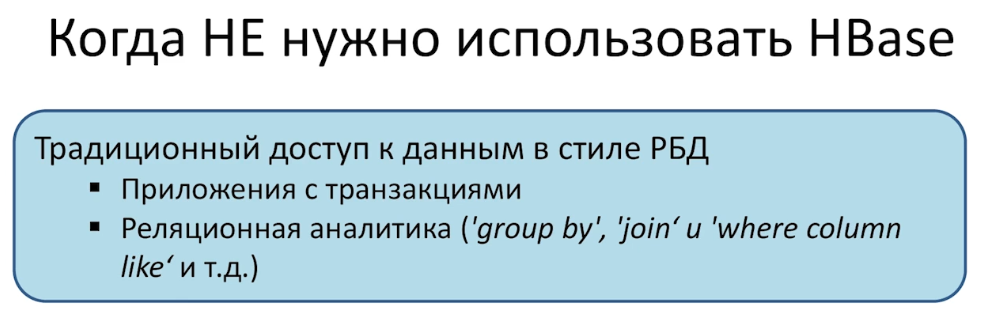 Когда НЕ нужно использовать HBase
Традиционный доступ к данным в стиле РБД
▪ Приложения с транзакциями
▪ Реляционная аналитика ('group by', 'join‘ и 'where column
like‘ и т.д.)